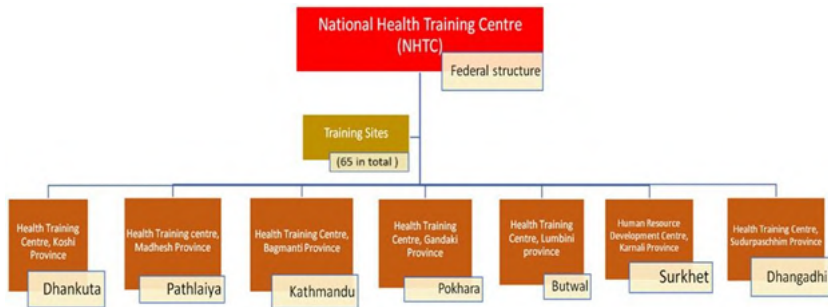 National Health Training Centre
(NHTC)
Federal structure
Training Sites
(65 in total )
Health Training
Centre, Koshi
Province
Dhankuta
Health Training centre,
Madhesh Province
Pathlaiya
Health Training Centre,
Bagmanti Province
Kathmandu
Health Training
Centre, Gandaki
Province
Pokhara
Health Training
Centre, Lumbini
province
Butwal
Human Resource
Development Centre,
Karnali Province
Surkhet
Health Training Centre,
Sudurpaschhim Province
Dhangadhi